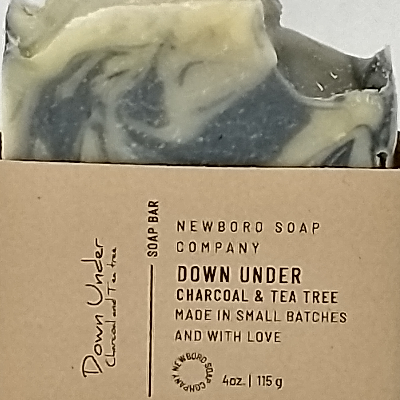 Down Under
Charcoal and Tea tree
SOAP BAR
NEWBORO SOAP
COMPANY
DOWN UNDER
CHARCOAL & TEA TREE
MADE IN SMALL BATCHES
AND WITH LOVE
NEWBORO SOAP COMPANY
4oz. | 115 g